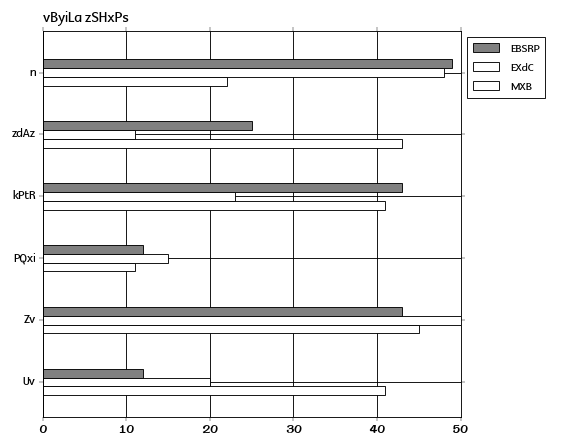 vByiLa zSHxPs
EBSRP
EXdC
MXB
n
zdAz
kPtR
PQxi
Zv
Uv
0 10 20 30 40 50